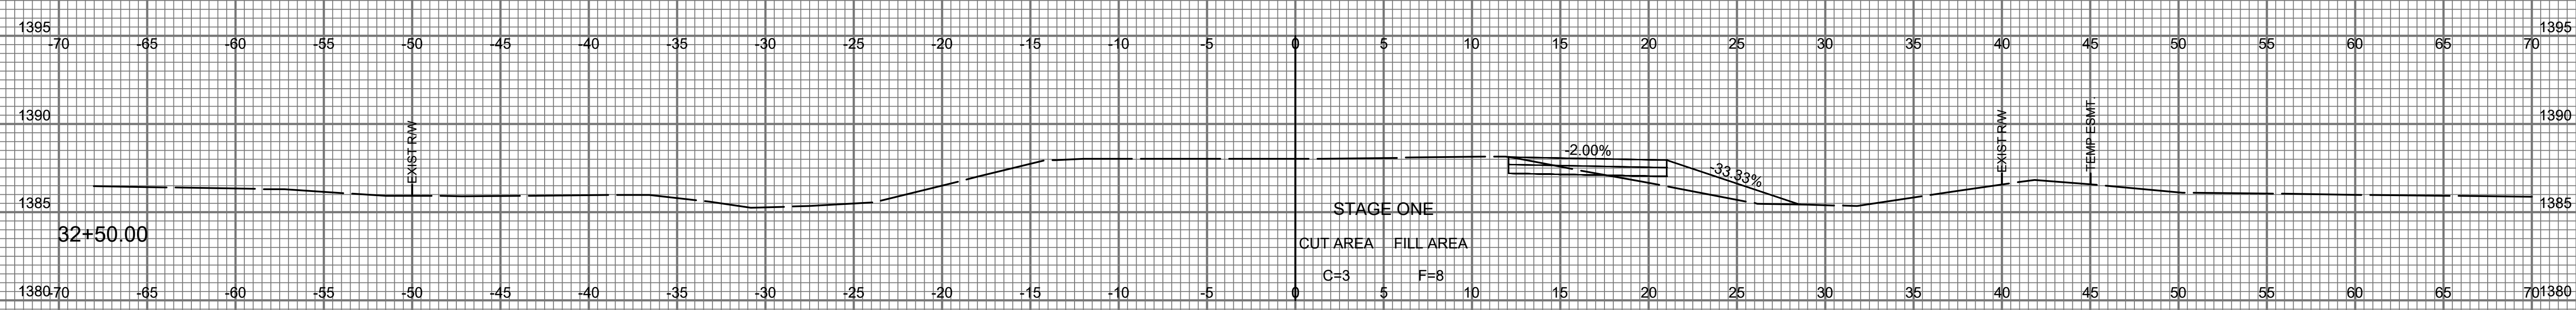 1395 1395
-70 -65 -60 -55 -50 -45 -40 -35 -30 -25 -20 -15 -10 -5 0 5 10 15 20 25 30 35 40 45 50 55 60 65 70
1390 1390
EXIST R/W
-2.00%
-33.33%
EXIST R/W
TEMP ESMT.
1385 1385
STAGE ONE
32+50.00
CUT AREA FILL AREA
C=3 F=8
1380 1380
-70 -65 -60 -55 -50 -45 -40 -35 -30 -25 -20 -15 -10 -5 0 5 10 15 20 25 30 35 40 45 50 55 60 65 70